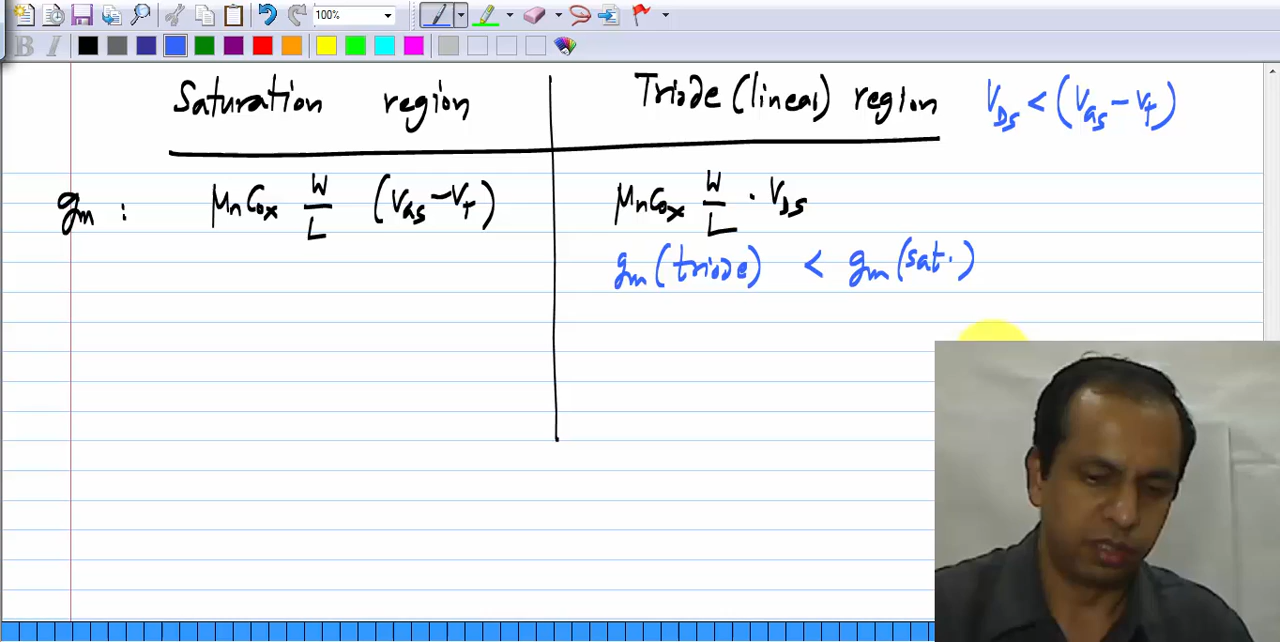 100%
B I
Saturation region Triode (linear) region V_DS < (V_GS − V_T)
g_m : μ_n C_ox W/L (V_GS − V_T) μ_n C_ox W/L · V_DS
g_m (triode) < g_m (sat.)